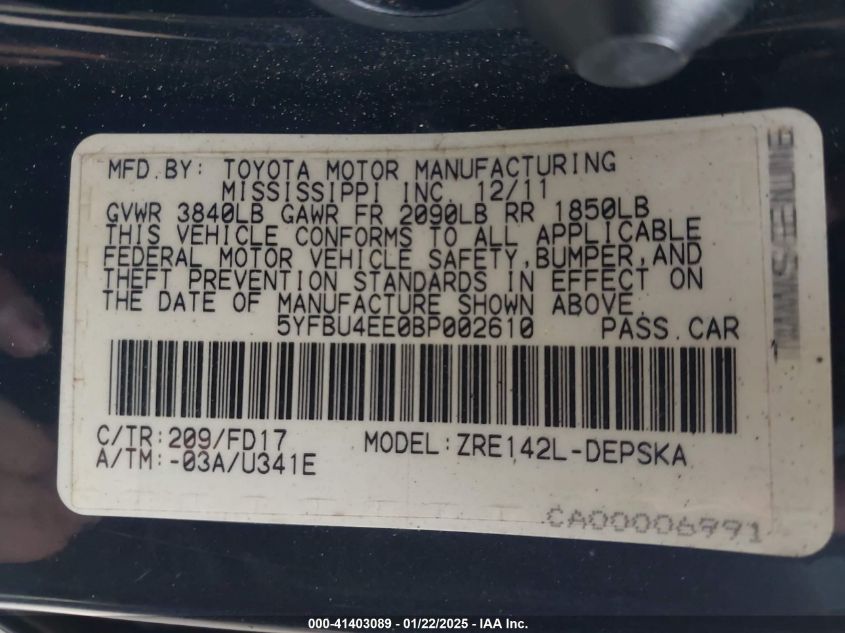 MFD.BY: TOYOTA MOTOR MANUFACTURING
MISSISSIPPI INC. 12/11
GVWR 3840LB GAWR FR 2090LB RR 1850LB
THIS VEHICLE CONFORMS TO ALL APPLICABLE
FEDERAL MOTOR VEHICLE SAFETY,BUMPER,AND
THEFT PREVENTION STANDARDS IN EFFECT ON
THE DATE OF MANUFACTURE SHOWN ABOVE.
5YFBU4EE0BP002610 PASS.CAR
C/TR:209/FD17 MODEL:ZRE142L-DEPSKA
A/TM:-03A/U341E
CA00006991
000-41403089 - 01/22/2025 - IAA Inc.